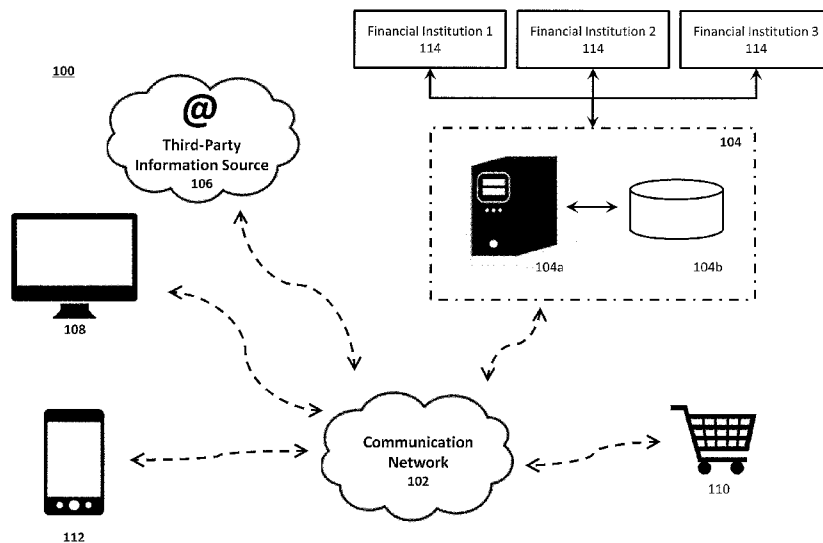 Financial Institution 1
114
Financial Institution 2
114
Financial Institution 3
114
100
@
Third-Party
Information Source
106
104
104a
104b
108
Communication
Network
102
110
112